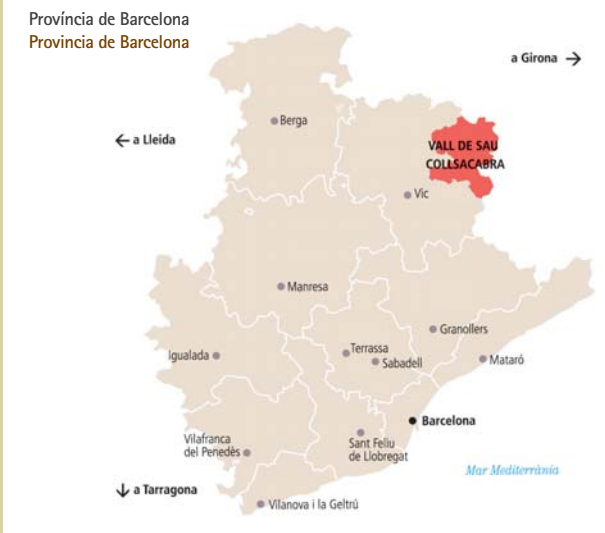 Província de Barcelona
Provincia de Barcelona
a Girona →
← a Lleida
Berga
VALL DE SAU
COLLSACABRA
Vic
Manresa
Granollers
Igualada
Terrassa
Sabadell
Mataró
Barcelona
Vilafranca
del Penedès
Sant Feliu
de Llobregat
Mar Mediterrània
↓ a Tarragona
Vilanova i la Geltrú